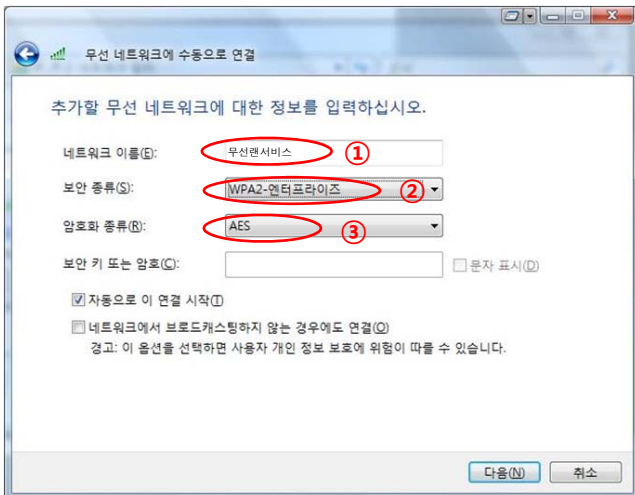 무선 네트워크에 수동으로 연결
추가할 무선 네트워크에 대한 정보를 입력하십시오.
네트워크 이름(E): 무선랜서비스 ①
보안 종류(S): WPA2-엔터프라이즈 ②
암호화 종류(R): AES ③
보안 키 또는 암호(C): 문자 표시(D)
자동으로 이 연결 시작(T)
네트워크에서 브로드캐스팅하지 않는 경우에도 연결(O)
경고: 이 옵션을 선택하면 사용자 개인 정보 보호에 위험이 따를 수 있습니다.
다음(N) 취소